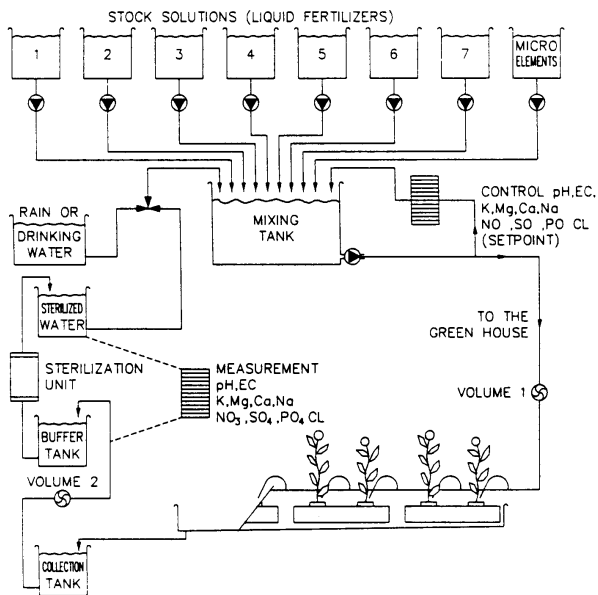 STOCK SOLUTIONS (LIQUID FERTILIZERS)
1
2
3
4
5
6
7
MICRO
ELEMENTS
RAIN OR
DRINKING
WATER
MIXING
TANK
CONTROL pH,EC,
K,Mg,Ca,Na
NO ,SO ,PO CL
(SETPOINT)
STERILIZED
WATER
TO THE
GREEN HOUSE
STERILIZATION
UNIT
MEASUREMENT
pH,EC
K,Mg,Ca,Na
NO3,SO4,PO4 CL
VOLUME 1
BUFFER
TANK
VOLUME 2
COLLECTION
TANK